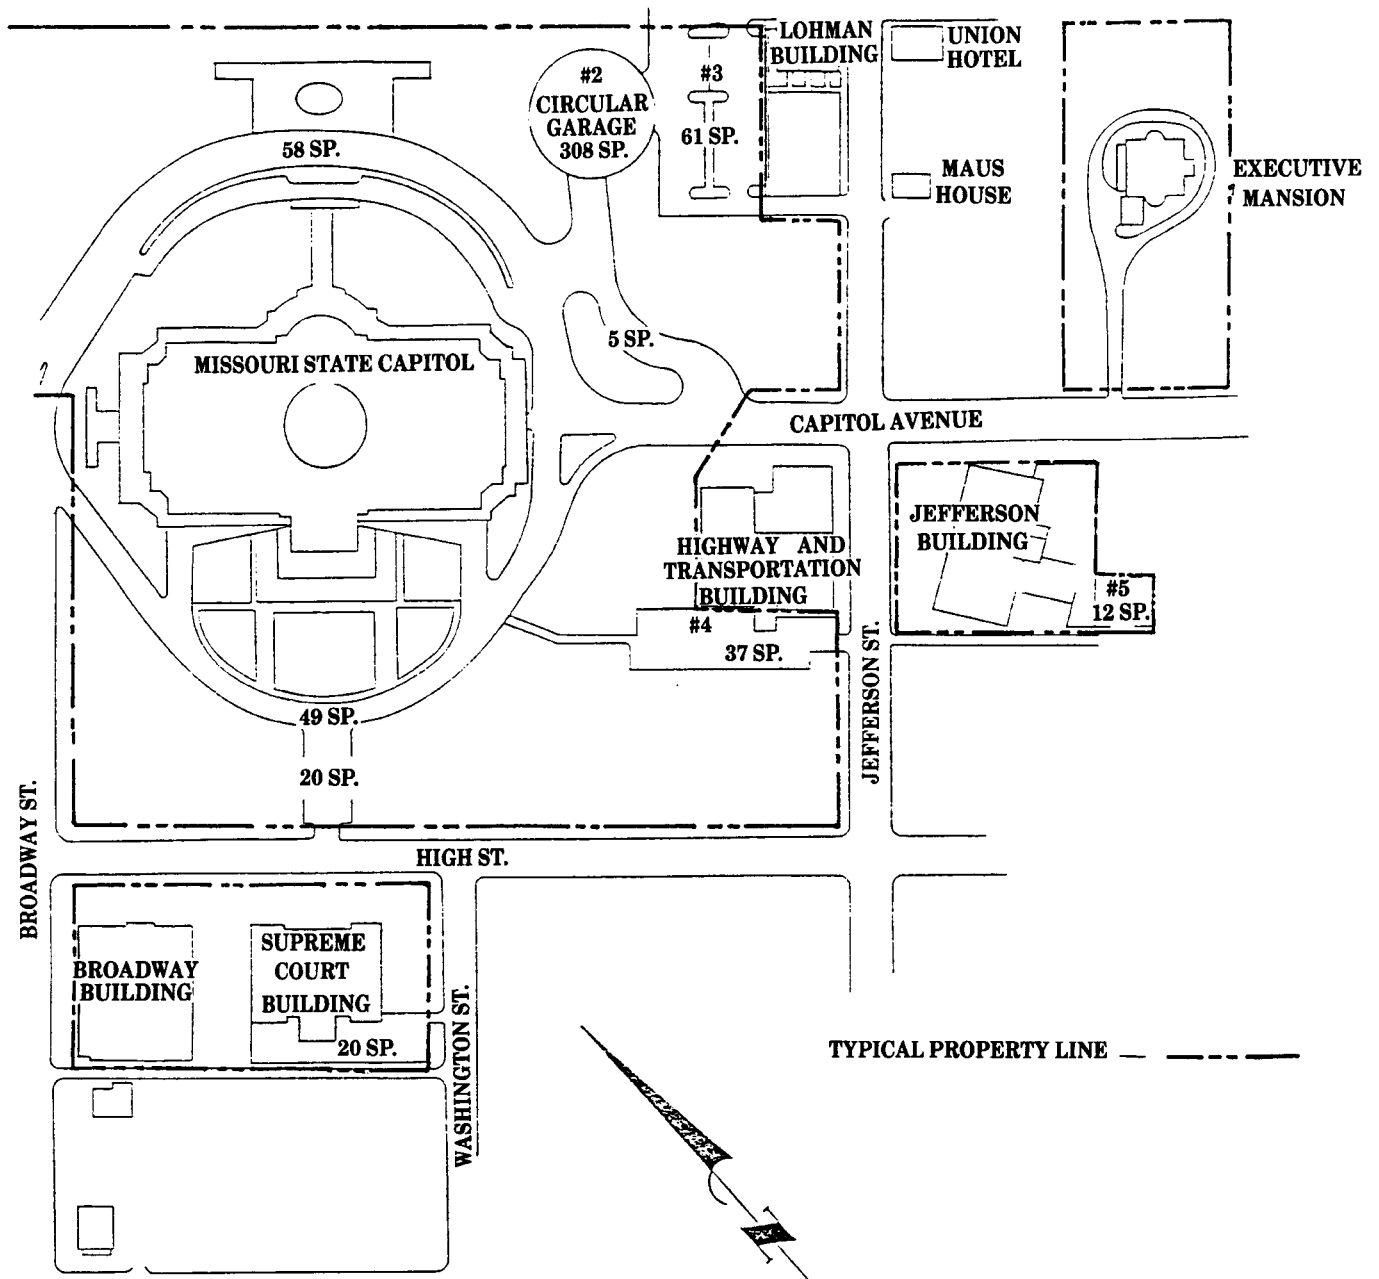 LOHMAN
BUILDING
UNION
HOTEL
#2
CIRCULAR
GARAGE
308 SP.
#3
61 SP.
58 SP.
MAUS
HOUSE
EXECUTIVE
MANSION
5 SP.
MISSOURI STATE CAPITOL
CAPITOL AVENUE
JEFFERSON
BUILDING
HIGHWAY AND
TRANSPORTATION
BUILDING
#5
12 SP.
#4
37 SP.
JEFFERSON ST.
49 SP.
20 SP.
BROADWAY ST.
HIGH ST.
BROADWAY
BUILDING
SUPREME
COURT
BUILDING
20 SP.
WASHINGTON ST.
TYPICAL PROPERTY LINE